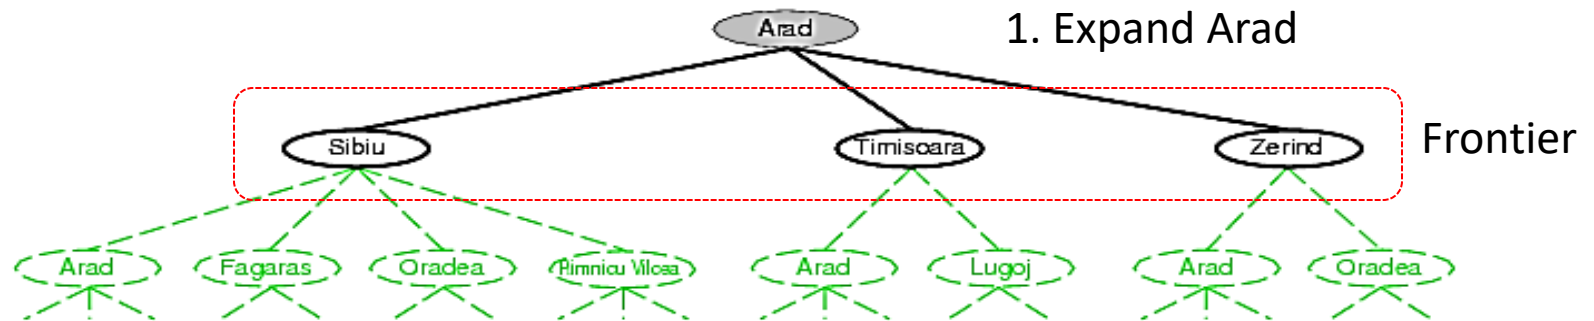 Arad
1. Expand Arad
Sibiu
Timisoara
Zerind
Frontier
Arad
Fagaras
Oradea
Rimnicu Vilcea
Arad
Lugoj
Arad
Oradea